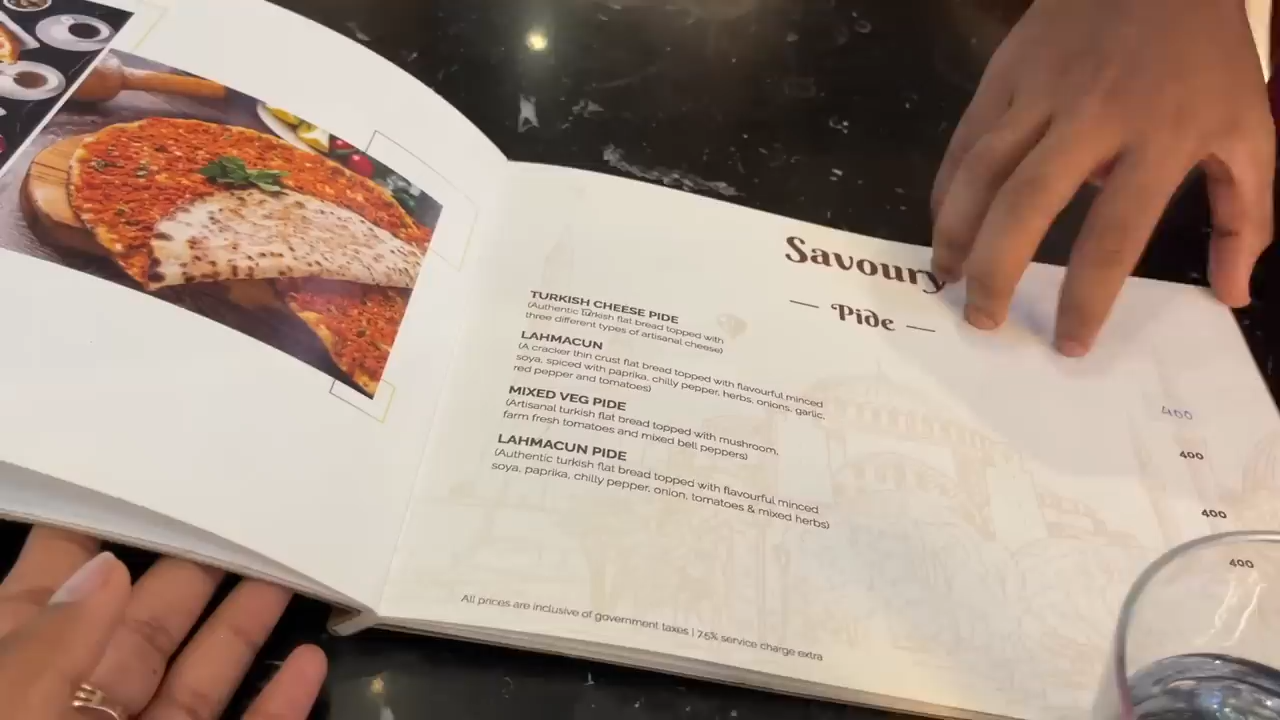 Savoury
— Pide —
TURKISH CHEESE PIDE
(Authentic turkish flat bread topped with
three different types of artisanal cheese)
400
LAHMACUN
(A cracker thin crust flat bread topped with flavourful minced
soya, spiced with paprika, chilly pepper, herbs, onions, garlic,
red pepper and tomatoes)
400
MIXED VEG PIDE
(Artisanal turkish flat bread topped with mushroom,
farm fresh tomatoes and mixed bell peppers)
400
LAHMACUN PIDE
(Authentic turkish flat bread topped with flavourful minced
soya, paprika, chilly pepper, onion, tomatoes & mixed herbs)
400
All prices are inclusive of government taxes | 7.5% service charge extra